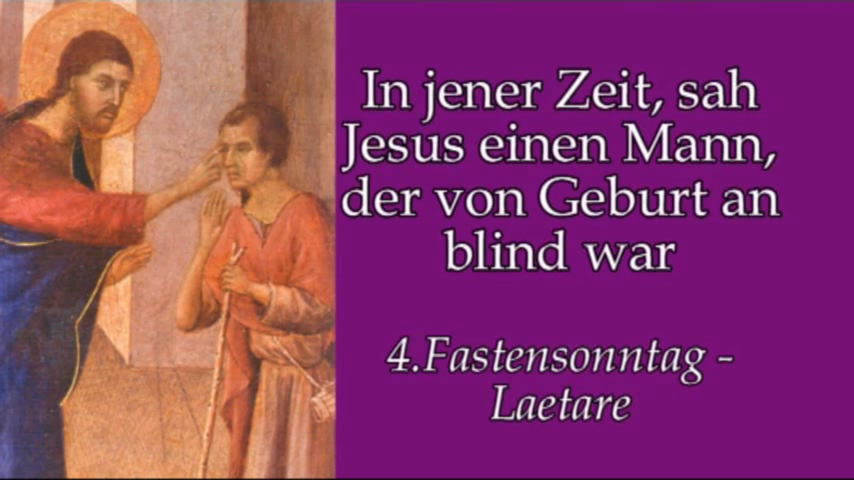 In jener Zeit, sah
Jesus einen Mann,
der von Geburt an
blind war
4.Fastensonntag -
Laetare